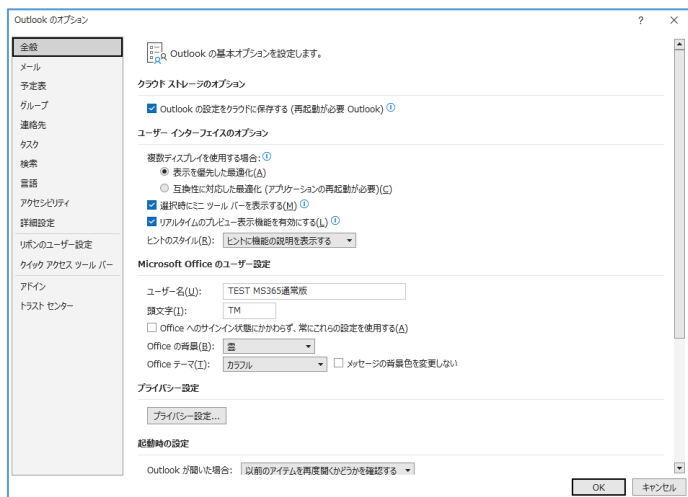 Outlook のオプション ? ×
全般
メール
予定表
グループ
連絡先
タスク
検索
言語
アクセシビリティ
詳細設定
リボンのユーザー設定
クイック アクセス ツール バー
アドイン
トラスト センター
Outlook の基本オプションを設定します。
クラウド ストレージのオプション
Outlook の設定をクラウドに保存する (再起動が必要 Outlook)
ユーザー インターフェイスのオプション
複数ディスプレイを使用する場合:
表示を優先した最適化(A)
互換性に対応した最適化 (アプリケーションの再起動が必要)(C)
選択時にミニ ツール バーを表示する(M)
リアルタイムのプレビュー表示機能を有効にする(L)
ヒントのスタイル(R): ヒントに機能の説明を表示する
Microsoft Office のユーザー設定
ユーザー名(U): TEST MS365通常版
頭文字(I): TM
Office へのサインイン状態にかかわらず、常にこれらの設定を使用する(A)
Office の背景(B): 雲
Office テーマ(T): カラフル メッセージの背景色を変更しない
プライバシー設定
プライバシー設定...
起動時の設定
Outlook が開いた場合: 以前のアイテムを再度開くかどうかを確認する
OK キャンセル